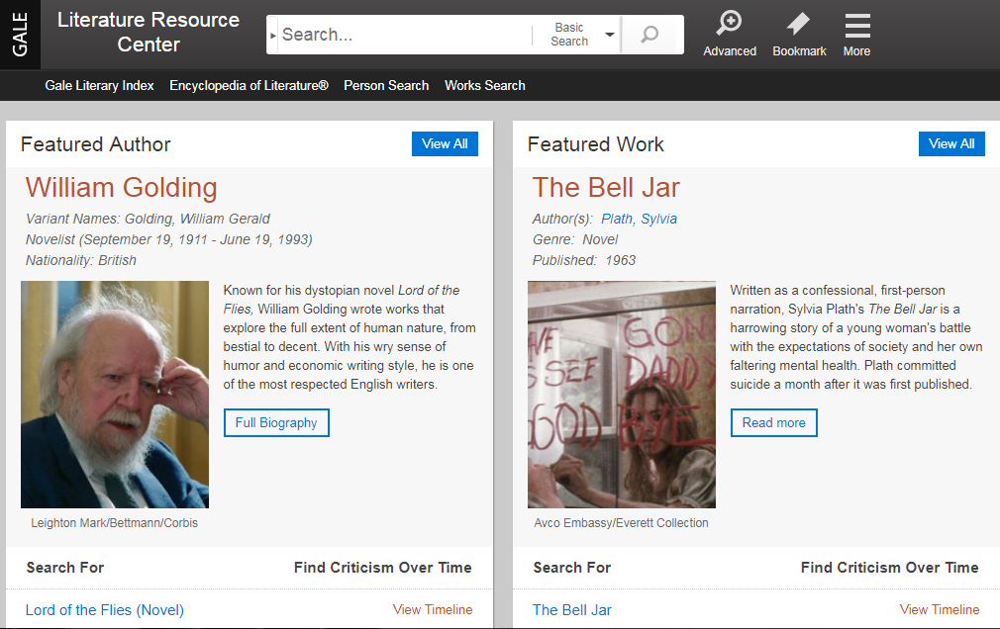 GALE
Literature Resource
Center
Search...
Basic
Search
Advanced
Bookmark
More
Gale Literary Index
Encyclopedia of Literature®
Person Search
Works Search
Featured Author
View All
William Golding
Variant Names: Golding, William Gerald
Novelist (September 19, 1911 - June 19, 1993)
Nationality: British
Known for his dystopian novel Lord of the
Flies, William Golding wrote works that
explore the full extent of human nature, from
bestial to decent. With his wry sense of
humor and economic writing style, he is one
of the most respected English writers.
Full Biography
Leighton Mark/Bettmann/Corbis
Search For
Find Criticism Over Time
Lord of the Flies (Novel)
View Timeline
Featured Work
View All
The Bell Jar
Author(s): Plath, Sylvia
Genre: Novel
Published: 1963
GONE
SEE DADDY
GOOD BYE
Written as a confessional, first-person
narration, Sylvia Plath's The Bell Jar is a
harrowing story of a young woman's battle
with the expectations of society and her own
faltering mental health. Plath committed
suicide a month after it was first published.
Read more
Avco Embassy/Everett Collection
Search For
Find Criticism Over Time
The Bell Jar
View Timeline